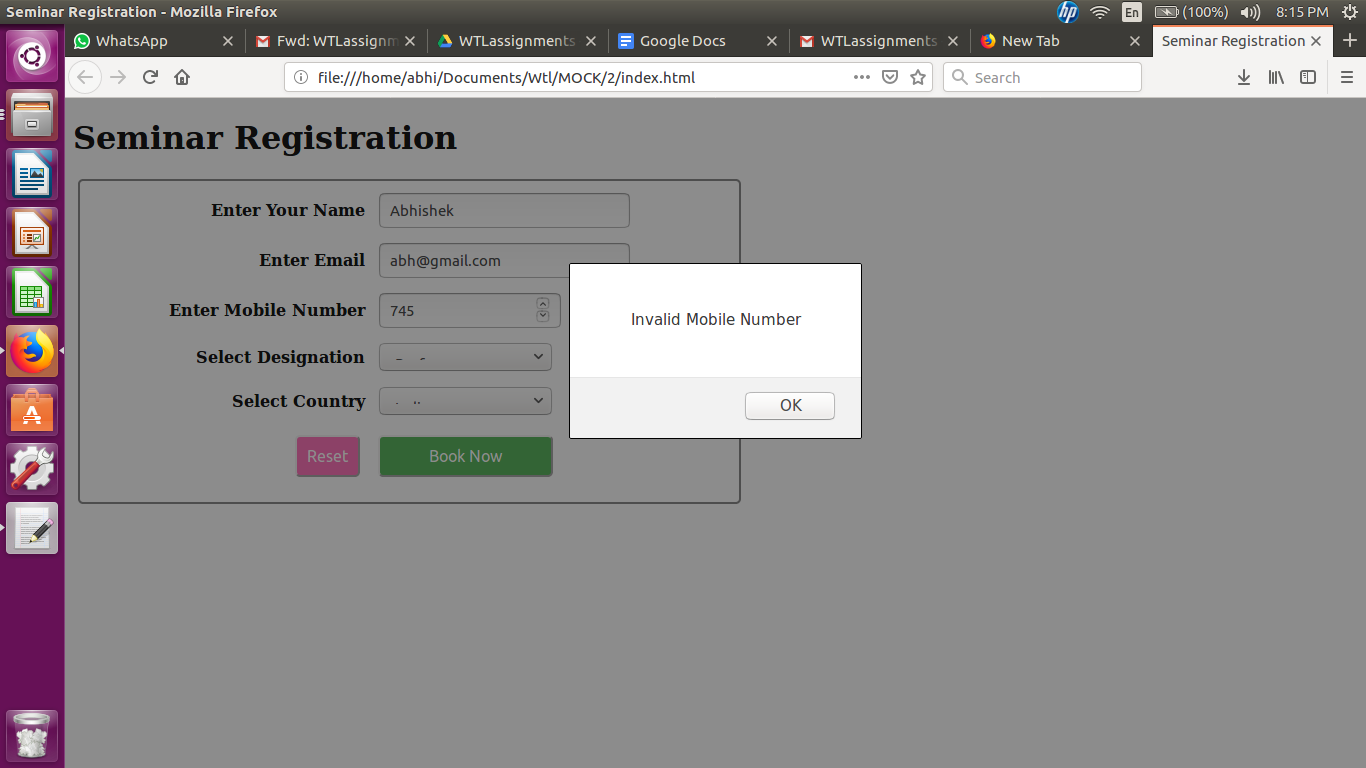 Seminar Registration - Mozilla Firefox
hp
En
(100%)
8:15 PM
WhatsApp
Fwd: WTLassignm
WTLassignments
Google Docs
WTLassignments
New Tab
Seminar Registration
file:///home/abhi/Documents/Wtl/MOCK/2/index.html
Search
Seminar Registration
Enter Your Name
Abhishek
Enter Email
abh@gmail.com
Enter Mobile Number
745
Select Designation
Select Country
Reset
Book Now
Invalid Mobile Number
OK